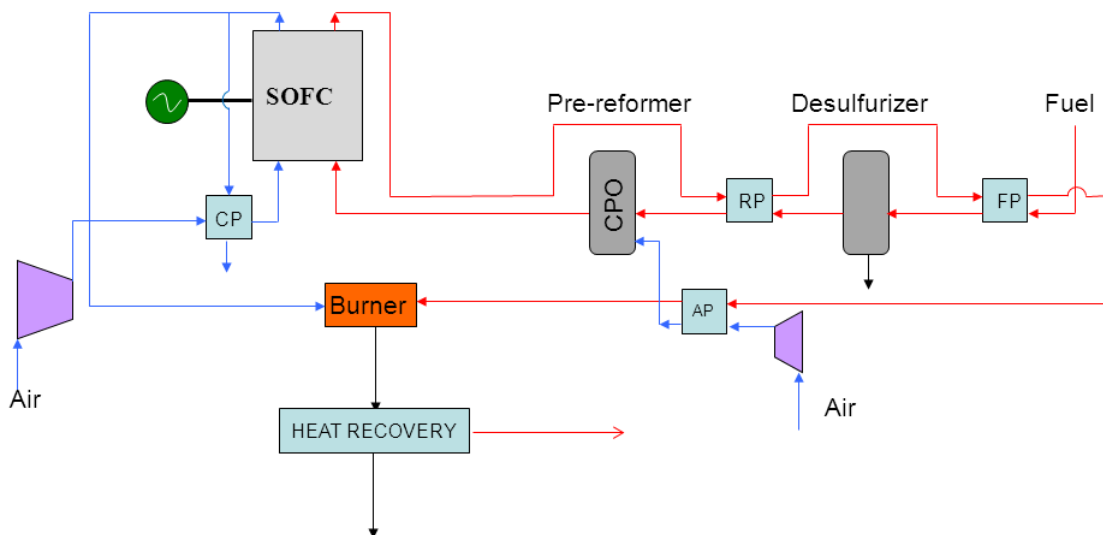 SOFC
Pre-reformer
Desulfurizer
Fuel
CPO
RP
FP
CP
Burner
AP
Air
Air
HEAT RECOVERY